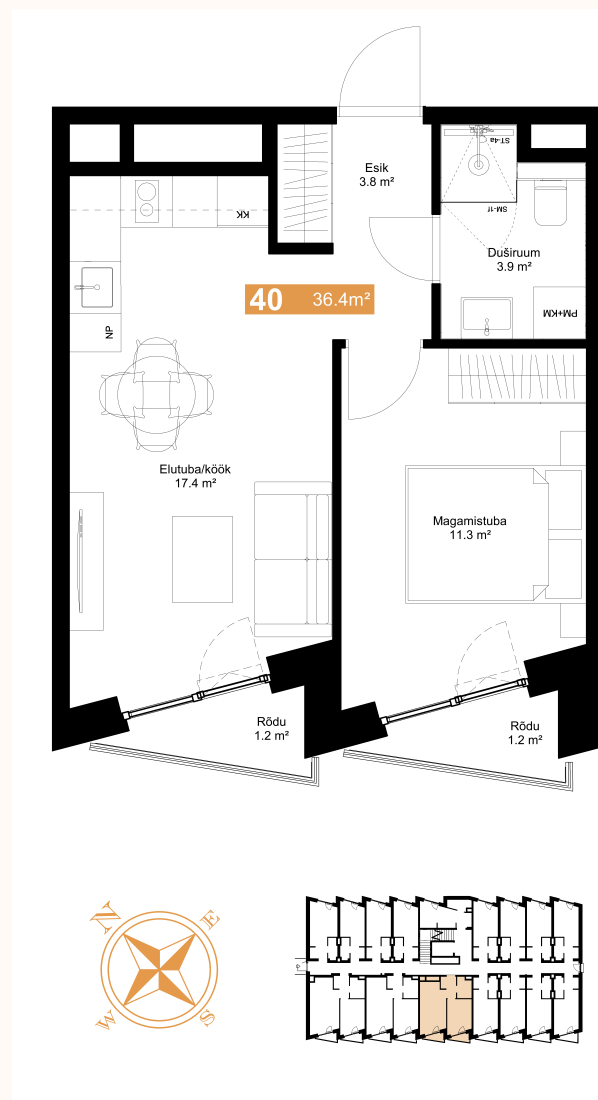 ST-4a
Esik
3.8 m²
KK
SM-1f
Duširuum
3.9 m²
40 36.4m²
PM+KM
NP
Elutuba/köök
17.4 m²
Magamistuba
11.3 m²
Rõdu
1.2 m²
Rõdu
1.2 m²
N
E
W
S